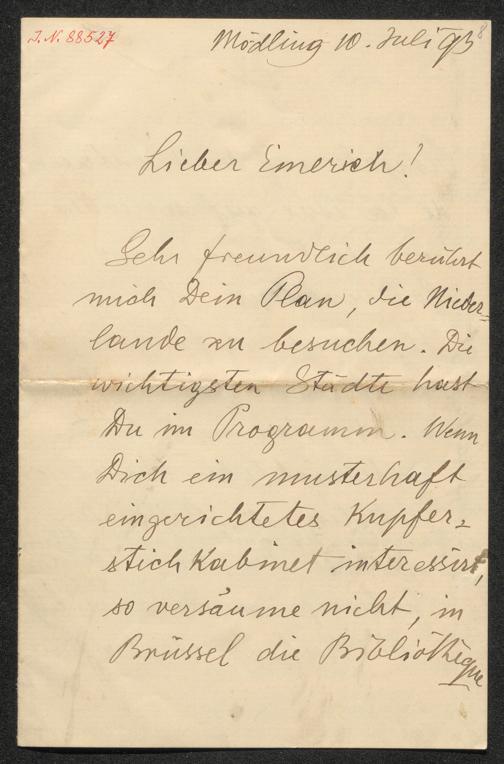 J.N. 88527
Mödling 10. Juli 93
8
Lieber Emerich!
Sehr freundlich berührt
mich Dein Plan, die Nieder-
lande zu besuchen. Die
wichtigsten Städte hast
Du im Programm. Wenn
Dich ein musterhaft
eingerichtetes Kupfer-
stichkabinet interessirt,
so versäume nicht, in
Brüssel die Bibliothèque